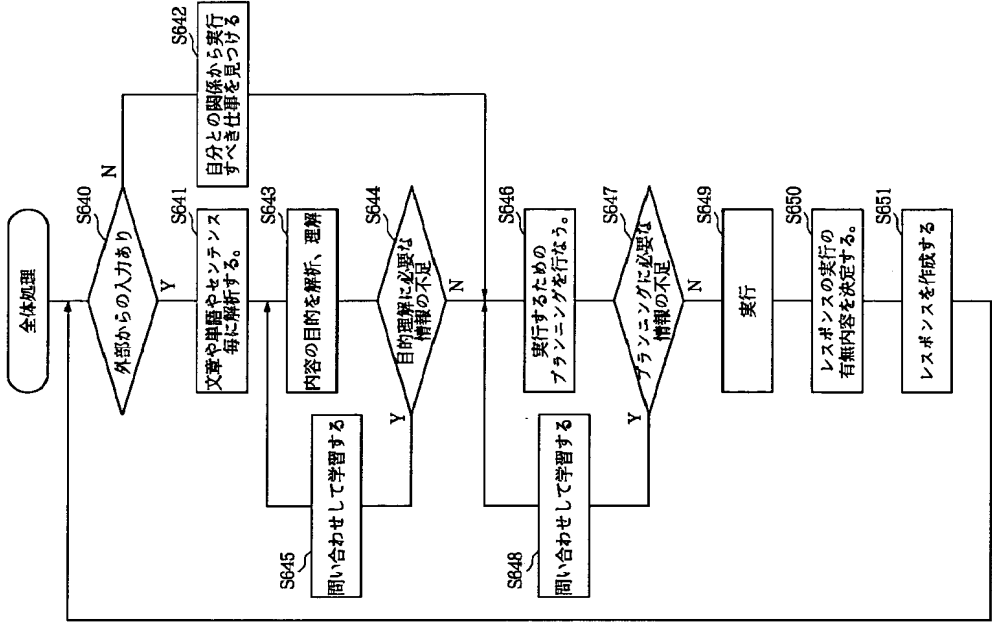 全体処理
S640
外部からの入力あり
N
Y
S642
自分との関係から実行
すべき仕事を見つける
S641
文章や単語やセンテンス
毎に解析する。
S643
内容の目的を解析、理解
S644
目的理解に必要な
情報の不足
Y
N
S645
問い合わせして学習する
S646
実行するための
プランニングを行なう。
S647
プランニングに必要な
情報の不足
Y
N
S648
問い合わせして学習する
S649
実行
S650
レスポンスの実行の
有無内容を決定する。
S651
レスポンスを作成する